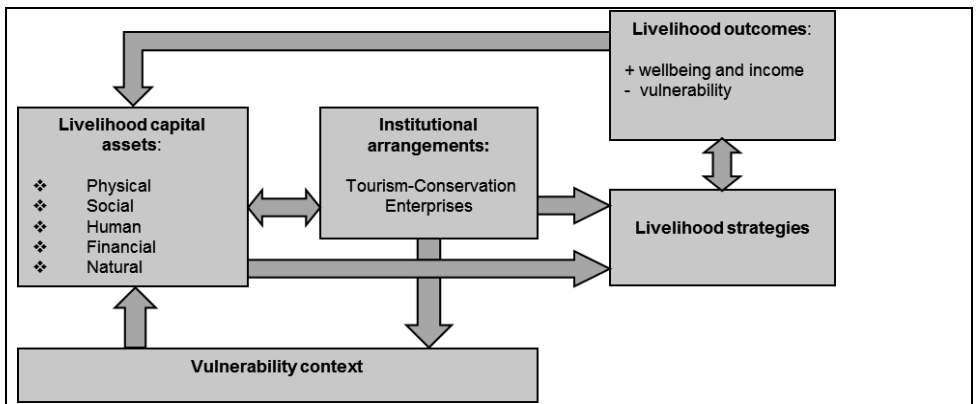 Livelihood outcomes:
+ wellbeing and income
- vulnerability
Livelihood capital
assets:
❖ Physical
❖ Social
❖ Human
❖ Financial
❖ Natural
Institutional
arrangements:
Tourism-Conservation
Enterprises
Livelihood strategies
Vulnerability context